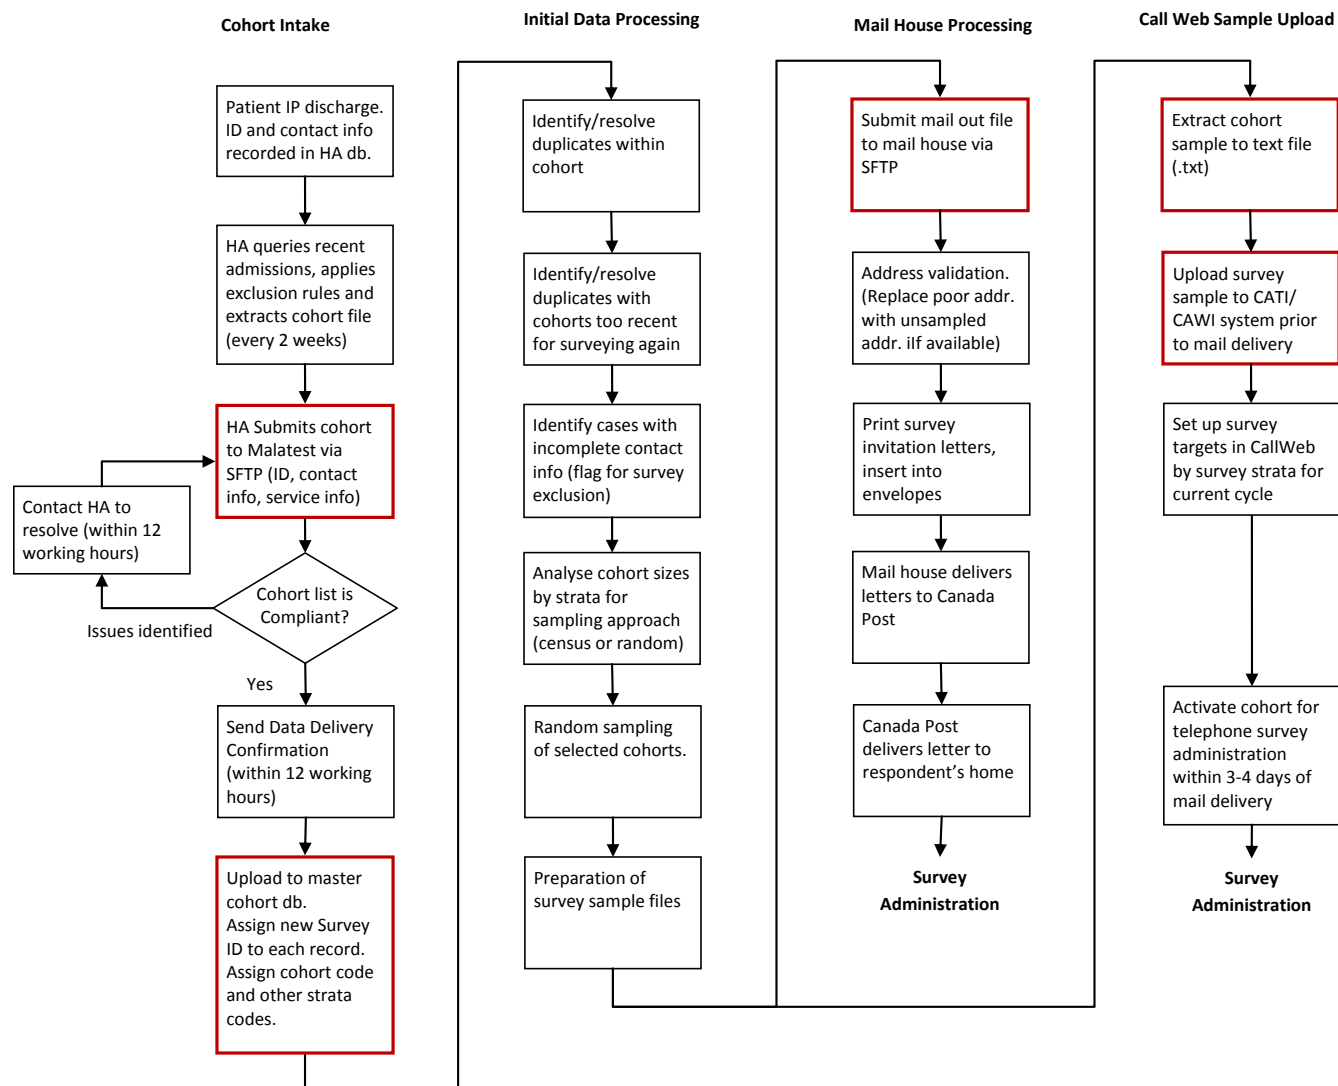 Cohort Intake
Patient IP discharge.
ID and contact info
recorded in HA db.
HA queries recent
admissions, applies
exclusion rules and
extracts cohort file
(every 2 weeks)
HA Submits cohort
to Malatest via
SFTP (ID, contact
info, service info)
Contact HA to
resolve (within 12
working hours)
Cohort list is
Compliant?
Issues identified
Yes
Send Data Delivery
Confirmation
(within 12 working
hours)
Upload to master
cohort db.
Assign new Survey
ID to each record.
Assign cohort code
and other strata
codes.
Initial Data Processing
Identify/resolve
duplicates within
cohort
Identify/resolve
duplicates with
cohorts too recent
for surveying again
Identify cases with
incomplete contact
info (flag for survey
exclusion)
Analyse cohort sizes
by strata for
sampling approach
(census or random)
Random sampling
of selected cohorts.
Preparation of
survey sample files
Mail House Processing
Submit mail out file
to mail house via
SFTP
Address validation.
(Replace poor addr.
with unsampled
addr. iIf available)
Print survey
invitation letters,
insert into
envelopes
Mail house delivers
letters to Canada
Post
Canada Post
delivers letter to
respondent’s home
Survey
Administration
Call Web Sample Upload
Extract cohort
sample to text file
(.txt)
Upload survey
sample to CATI/
CAWI system prior
to mail delivery
Set up survey
targets in CallWeb
by survey strata for
current cycle
Activate cohort for
telephone survey
administration
within 3-4 days of
mail delivery
Survey
Administration